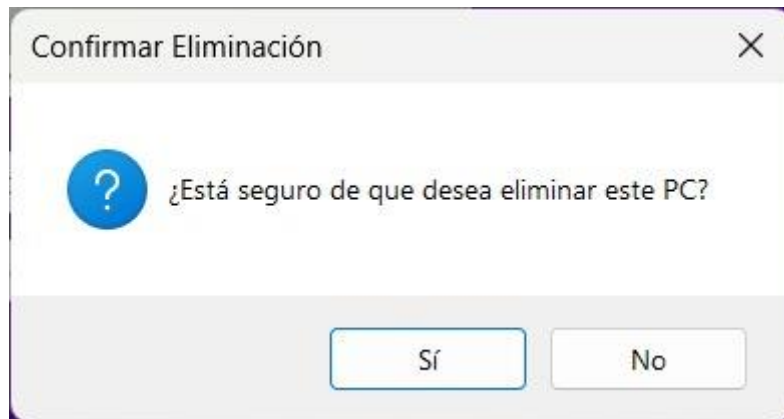 Confirmar Eliminación
¿Está seguro de que desea eliminar este PC?
Sí
No